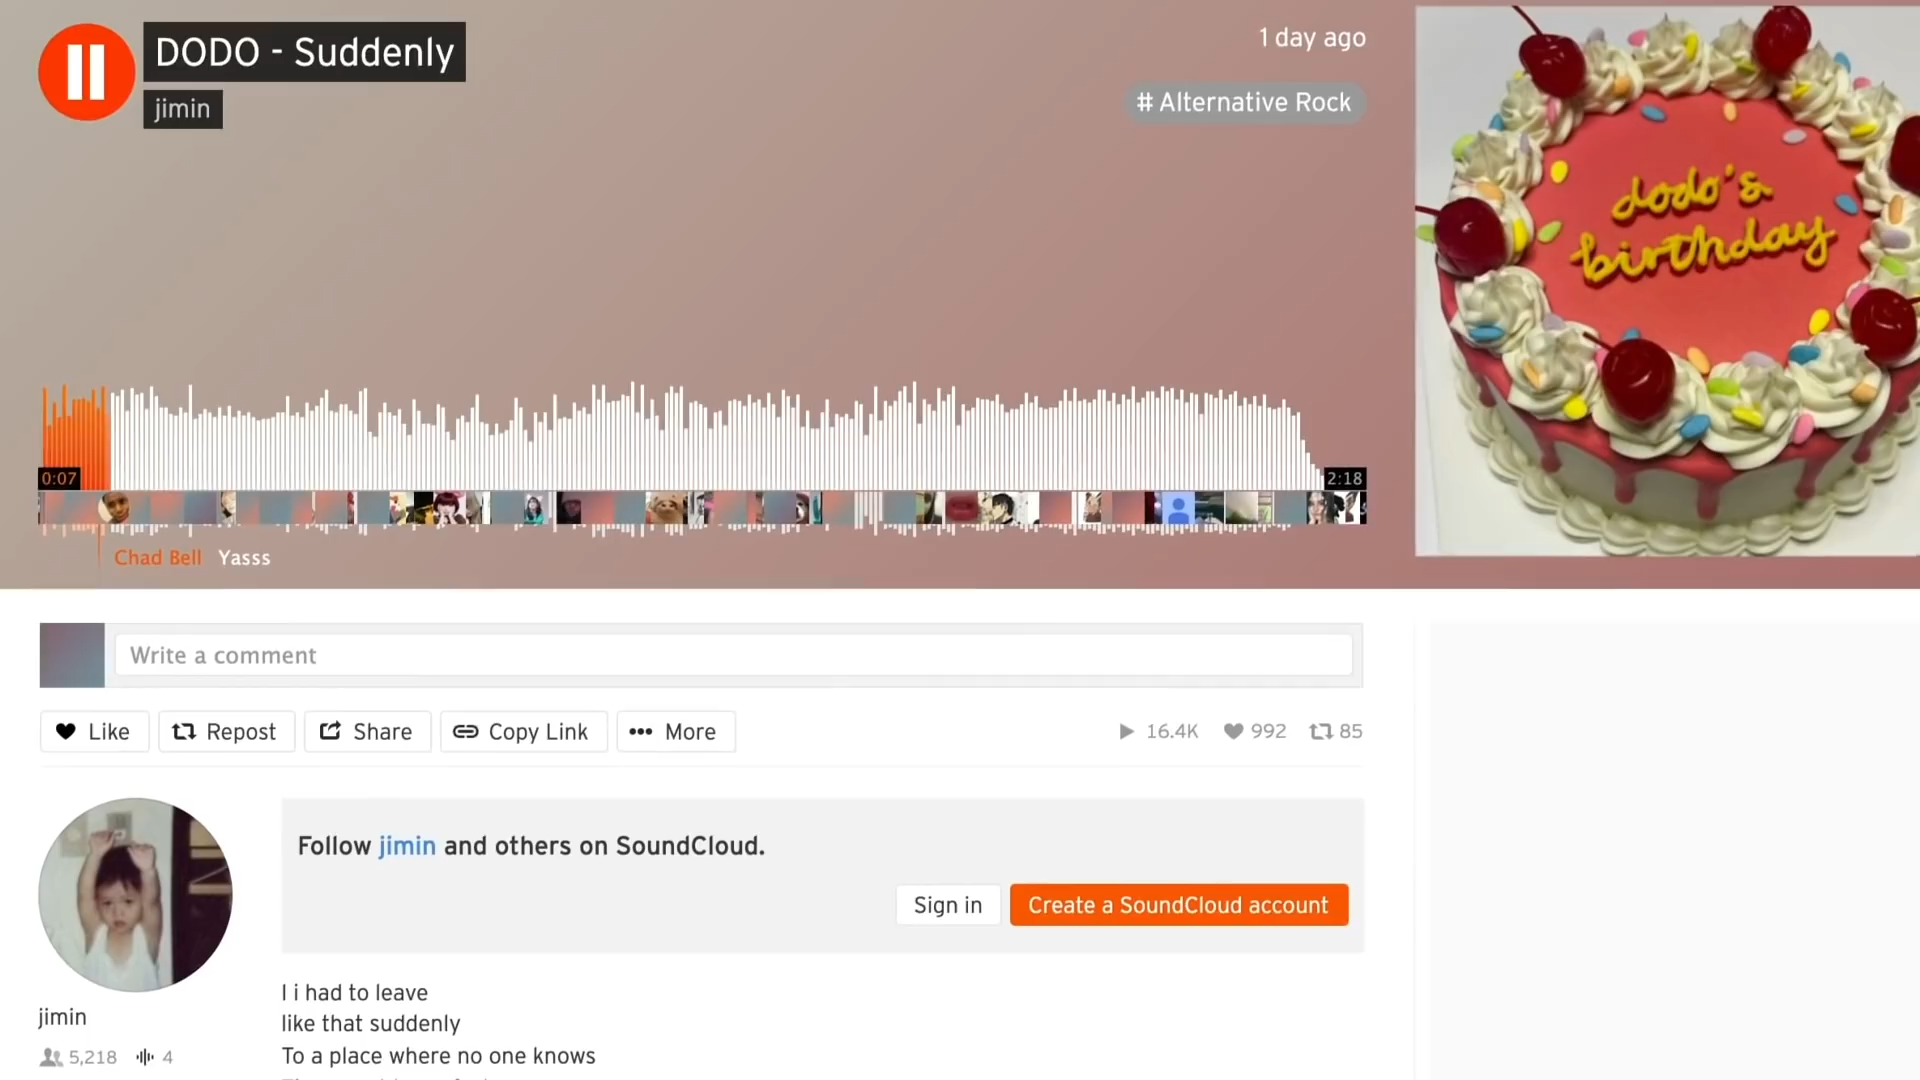 DODO - Suddenly
jimin
1 day ago
# Alternative Rock
dodo's
birthday
0:07
2:18
Chad Bell Yasss
Write a comment
Like
Repost
Share
Copy Link
More
16.4K
992
85
Follow jimin and others on SoundCloud.
Sign in
Create a SoundCloud account
jimin
5,218
4
I i had to leave
like that suddenly
To a place where no one knows